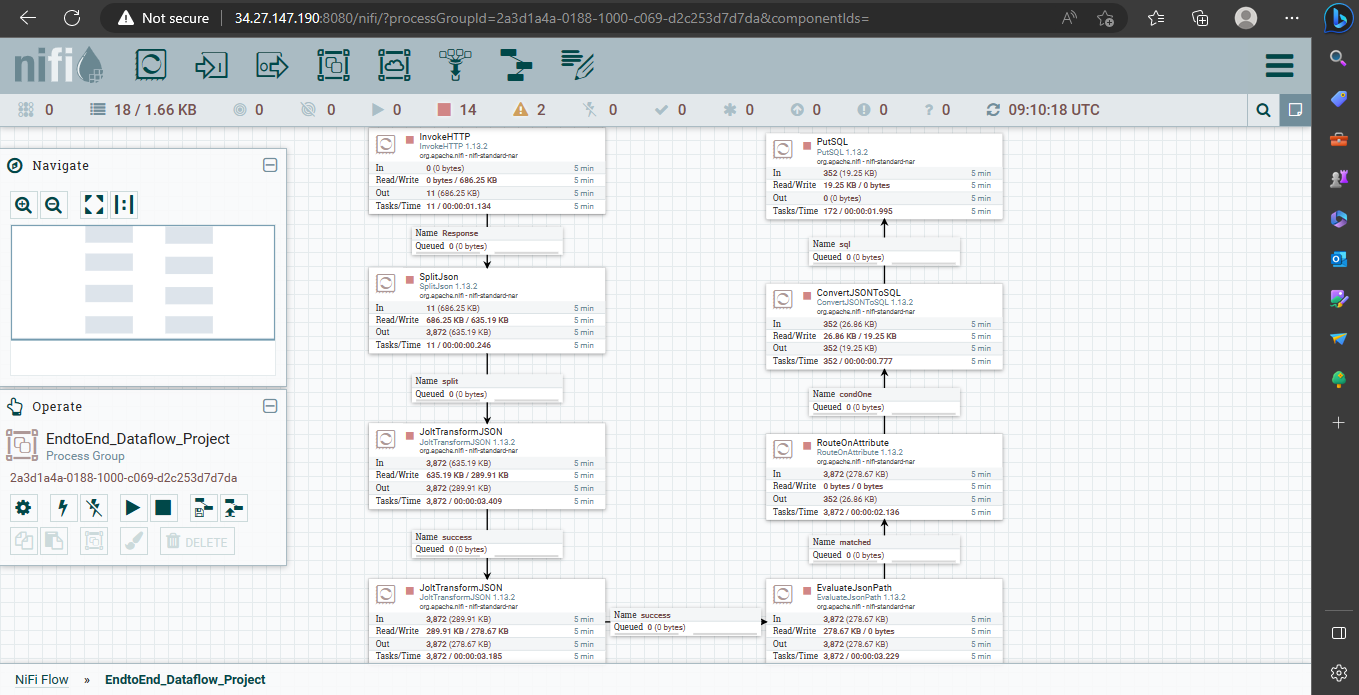 Not secure 34.27.147.190:8080/nifi/?processGroupId=2a3d1a4a-0188-1000-c069-d2c253d7d7da&componentIds=
nifi
0 18 / 1.66 KB 0 0 0 14 2 0 0 0 0 0 ? 0 09:10:18 UTC
Navigate
Operate
EndtoEnd_Dataflow_Project
Process Group
2a3d1a4a-0188-1000-c069-d2c253d7d7da
DELETE
InvokeHTTP
InvokeHTTP 1.13.2
org.apache.nifi - nifi-standard-nar
In 0 (0 bytes) 5 min
Read/Write 0 bytes / 686.25 KB 5 min
Out 11 (686.25 KB) 5 min
Tasks/Time 11 / 00:00:01.134 5 min
Name Response
Queued 0 (0 bytes)
SplitJson
SplitJson 1.13.2
org.apache.nifi - nifi-standard-nar
In 11 (686.25 KB) 5 min
Read/Write 686.25 KB / 635.19 KB 5 min
Out 3,872 (635.19 KB) 5 min
Tasks/Time 11 / 00:00:00.246 5 min
Name split
Queued 0 (0 bytes)
JoltTransformJSON
JoltTransformJSON 1.13.2
org.apache.nifi - nifi-standard-nar
In 3,872 (635.19 KB) 5 min
Read/Write 635.19 KB / 289.91 KB 5 min
Out 3,872 (289.91 KB) 5 min
Tasks/Time 3,872 / 00:00:03.409 5 min
Name success
Queued 0 (0 bytes)
JoltTransformJSON
JoltTransformJSON 1.13.2
org.apache.nifi - nifi-standard-nar
In 3,872 (289.91 KB) 5 min
Read/Write 289.91 KB / 278.67 KB 5 min
Out 3,872 (278.67 KB) 5 min
Tasks/Time 3,872 / 00:00:03.185 5 min
Name success
Queued 0 (0 bytes)
PutSQL
PutSQL 1.13.2
org.apache.nifi - nifi-standard-nar
In 352 (19.25 KB) 5 min
Read/Write 19.25 KB / 0 bytes 5 min
Out 0 (0 bytes) 5 min
Tasks/Time 172 / 00:00:01.995 5 min
Name sql
Queued 0 (0 bytes)
ConvertJSONToSQL
ConvertJSONToSQL 1.13.2
org.apache.nifi - nifi-standard-nar
In 352 (26.86 KB) 5 min
Read/Write 26.86 KB / 19.25 KB 5 min
Out 352 (19.25 KB) 5 min
Tasks/Time 352 / 00:00:00.777 5 min
Name condOne
Queued 0 (0 bytes)
RouteOnAttribute
RouteOnAttribute 1.13.2
org.apache.nifi - nifi-standard-nar
In 3,872 (278.67 KB) 5 min
Read/Write 0 bytes / 0 bytes 5 min
Out 352 (26.86 KB) 5 min
Tasks/Time 3,872 / 00:00:02.136 5 min
Name matched
Queued 0 (0 bytes)
EvaluateJsonPath
EvaluateJsonPath 1.13.2
org.apache.nifi - nifi-standard-nar
In 3,872 (278.67 KB) 5 min
Read/Write 278.67 KB / 0 bytes 5 min
Out 3,872 (278.67 KB) 5 min
Tasks/Time 3,872 / 00:00:03.229 5 min
NiFi Flow » EndtoEnd_Dataflow_Project